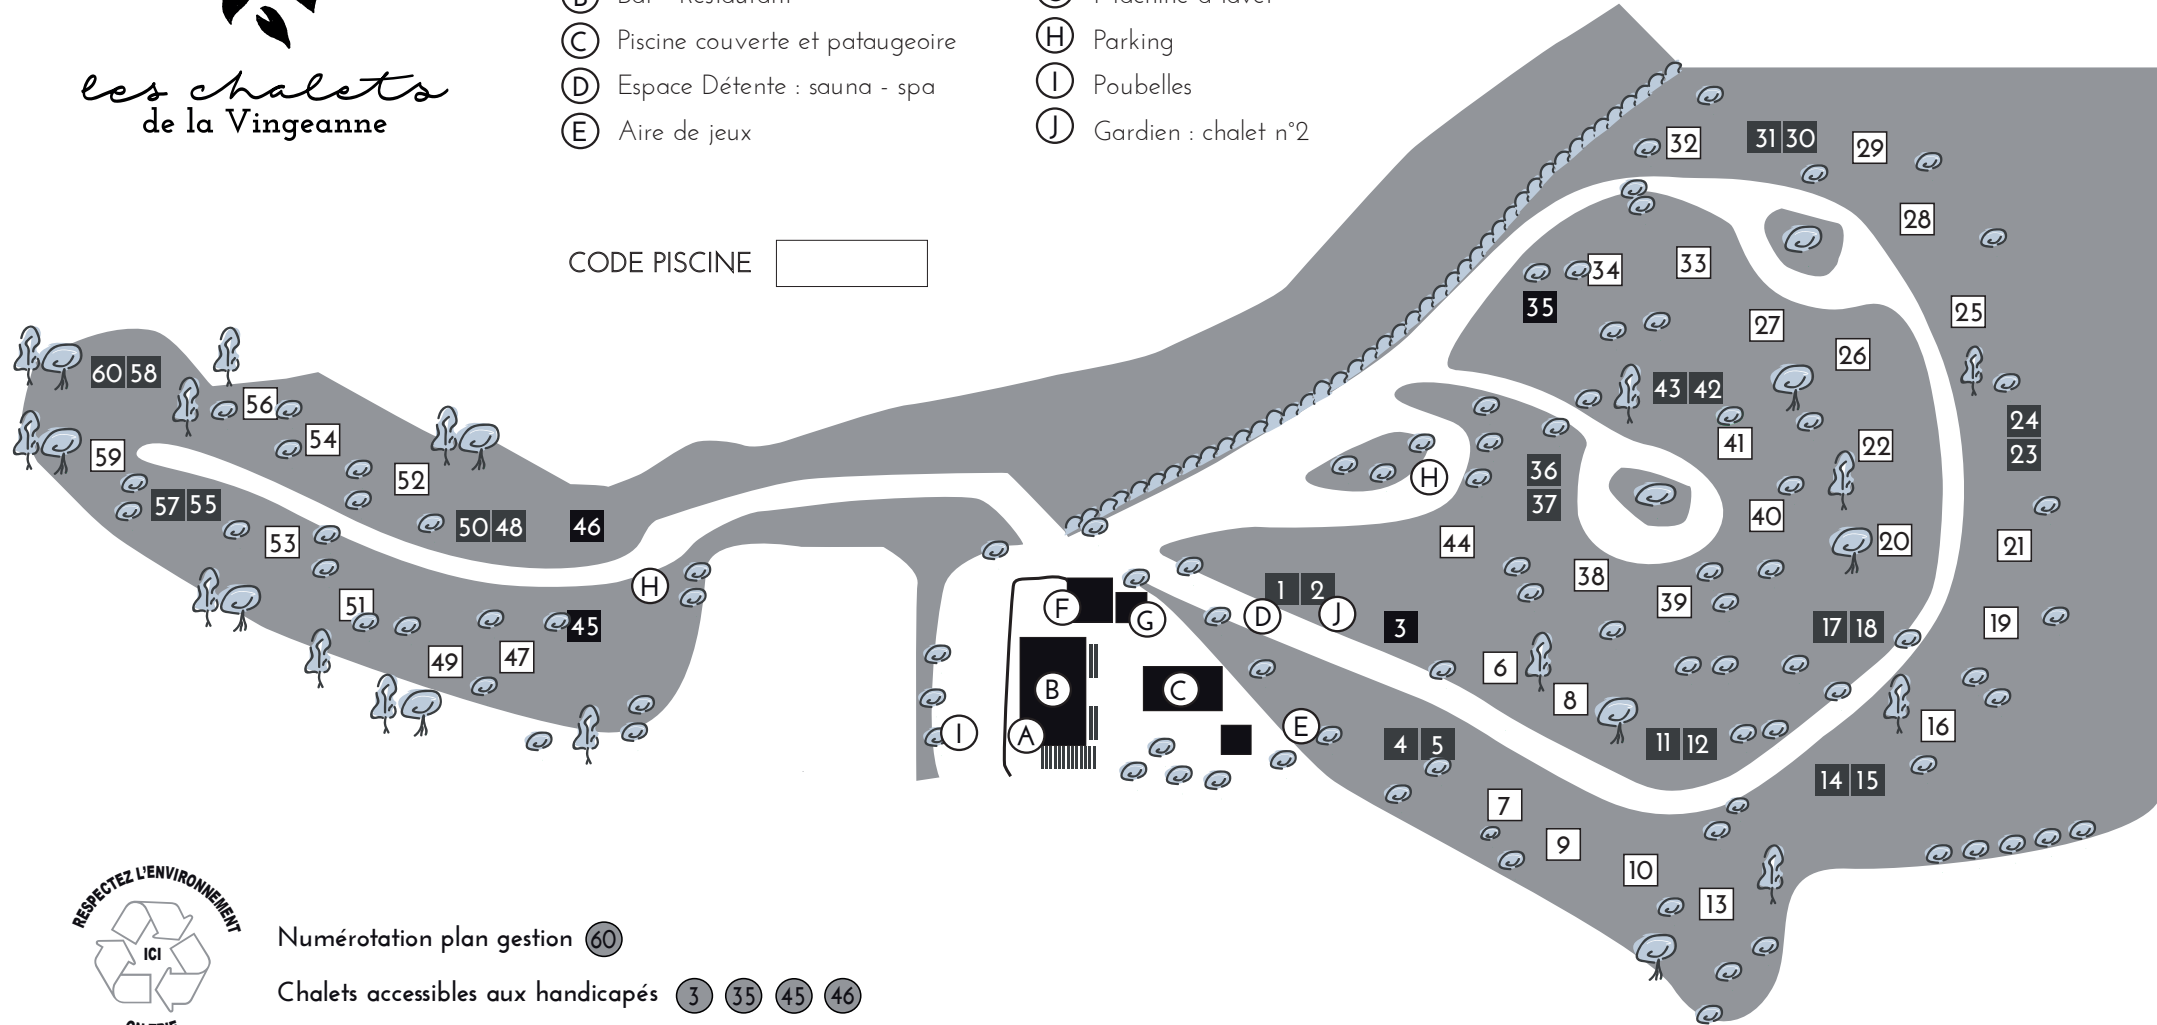 les chalets
de la Vingeanne
B Bar - Restaurant
C Piscine couverte et pataugeoire
D Espace Détente : sauna - spa
E Aire de jeux
G Machine à laver
H Parking
I Poubelles
J Gardien : chalet n°2
CODE PISCINE
32
31 30
29
28
34
33
35
25
27
26
60 58
56
43 42
24
54
41
22
59
23
52
36
H
57 55
37
50 48
46
40
53
44
20
21
38
H
1 2
51
39
F
G
D
J
3
45
17 18
19
49
47
6
B
C
8
I
A
E
16
4 5
11 12
14 15
7
9
10
13
RESPECTEZ L'ENVIRONNEMENT
ICI
Numérotation plan gestion 60
Chalets accessibles aux handicapés 3 35 45 46